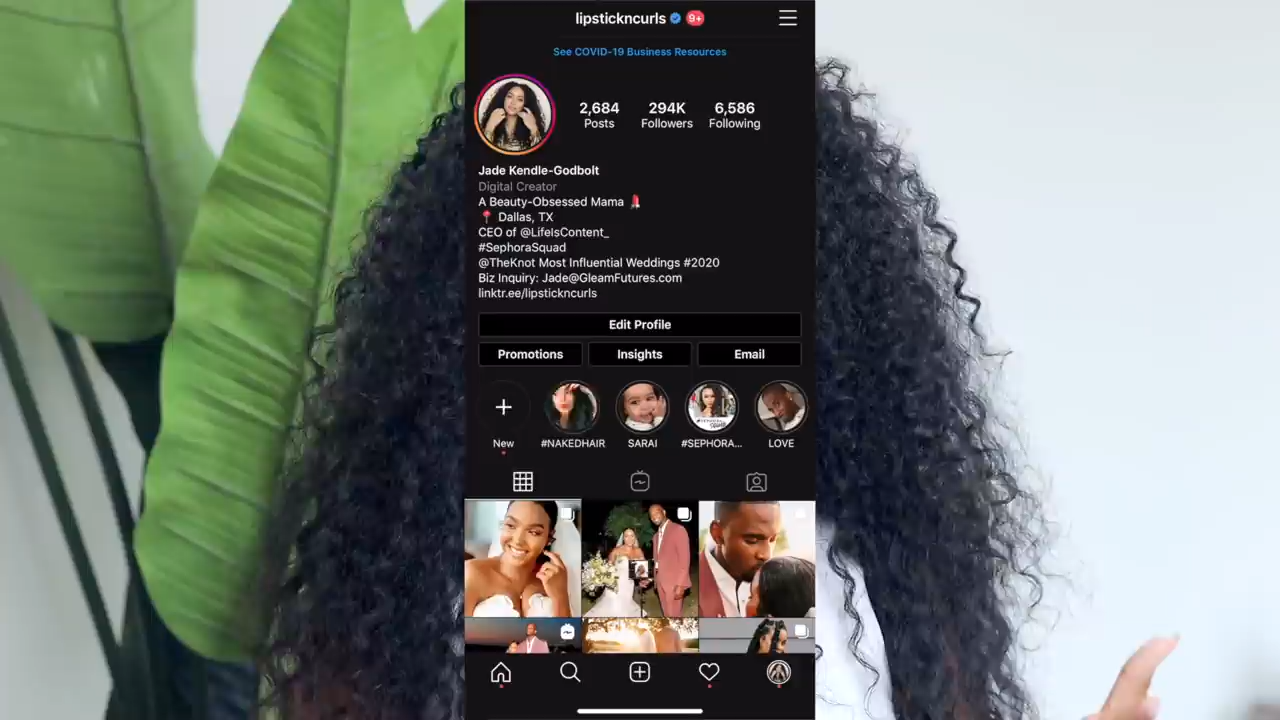 lipstickncurls 9+
See COVID-19 Business Resources
2,684 294K 6,586
Posts Followers Following
Jade Kendle-Godbolt
Digital Creator
A Beauty-Obsessed Mama 💄
📍 Dallas, TX
CEO of @LifeIsContent_
#SephoraSquad
@TheKnot Most Influential Weddings #2020
Biz Inquiry: Jade@GleamFutures.com
linktr.ee/lipstickncurls
Edit Profile
Promotions Insights Email
New #NAKEDHAIR SARAI #SEPHORA... LOVE